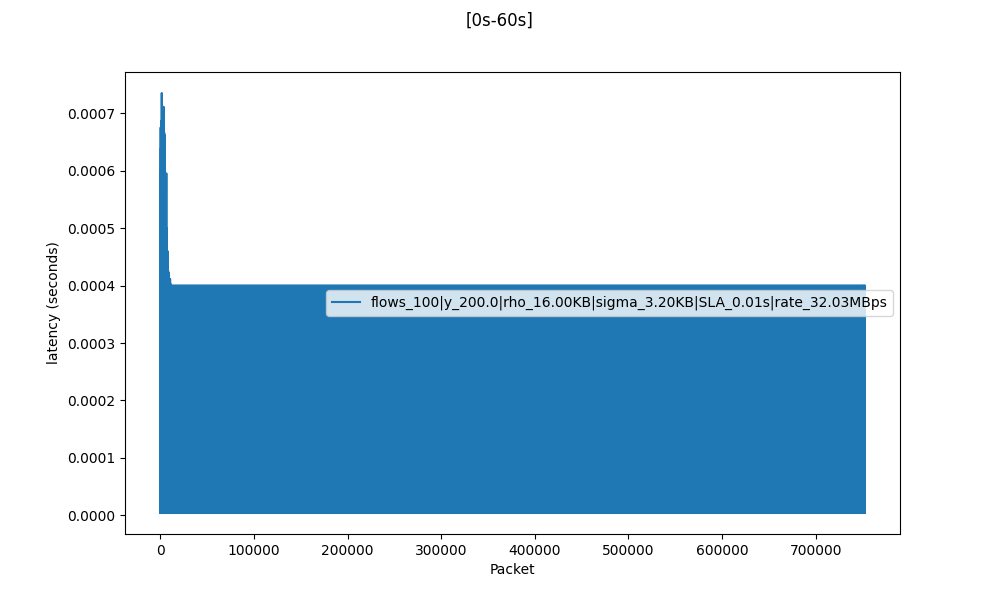 [0s-60s]
0.0007
0.0006
0.0005
0.0004
0.0003
0.0002
0.0001
0.0000
latency (seconds)
flows_100|y_200.0|rho_16.00KB|sigma_3.20KB|SLA_0.01s|rate_32.03MBps
0 100000 200000 300000 400000 500000 600000 700000
Packet